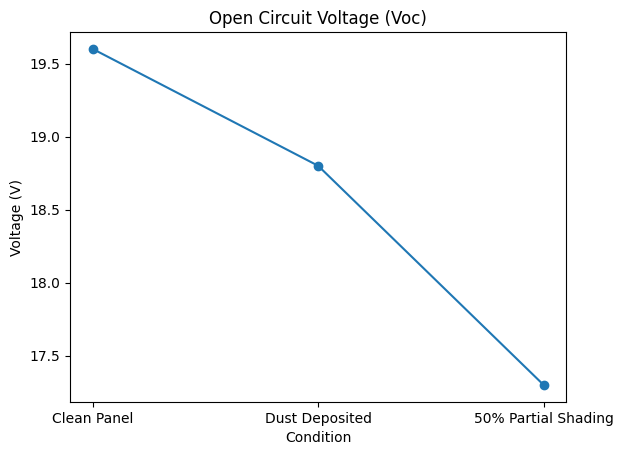 Open Circuit Voltage (Voc)
Voltage (V)
19.5
19.0
18.5
18.0
17.5
Clean Panel
Dust Deposited
50% Partial Shading
Condition